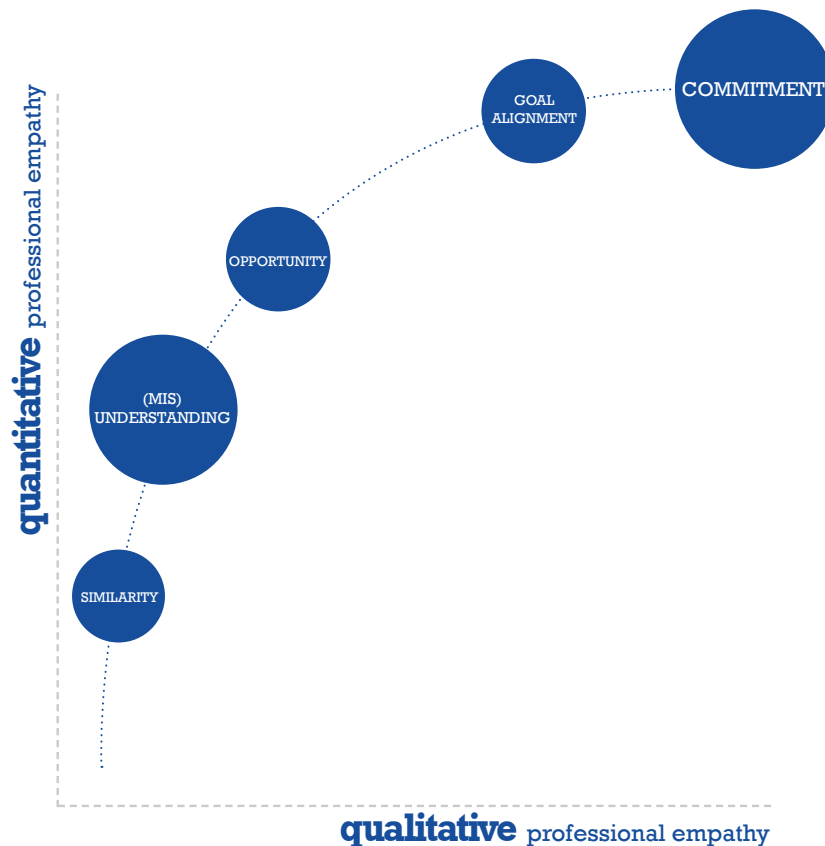 COMMITMENT
GOAL
ALIGNMENT
OPPORTUNITY
(MIS)
UNDERSTANDING
SIMILARITY
quantitative professional empathy
qualitative professional empathy